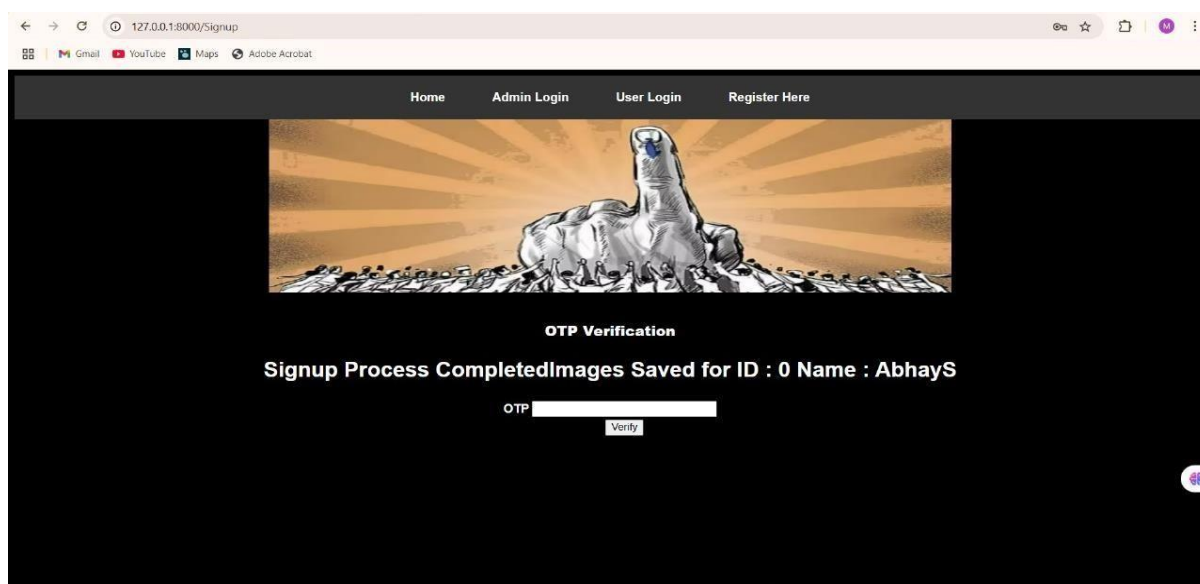 127.0.0.1:8000/Signup
M
Gmail YouTube Maps Adobe Acrobat
Home Admin Login User Login Register Here
OTP Verification
Signup Process CompletedImages Saved for ID : 0 Name : AbhayS
OTP
Verify